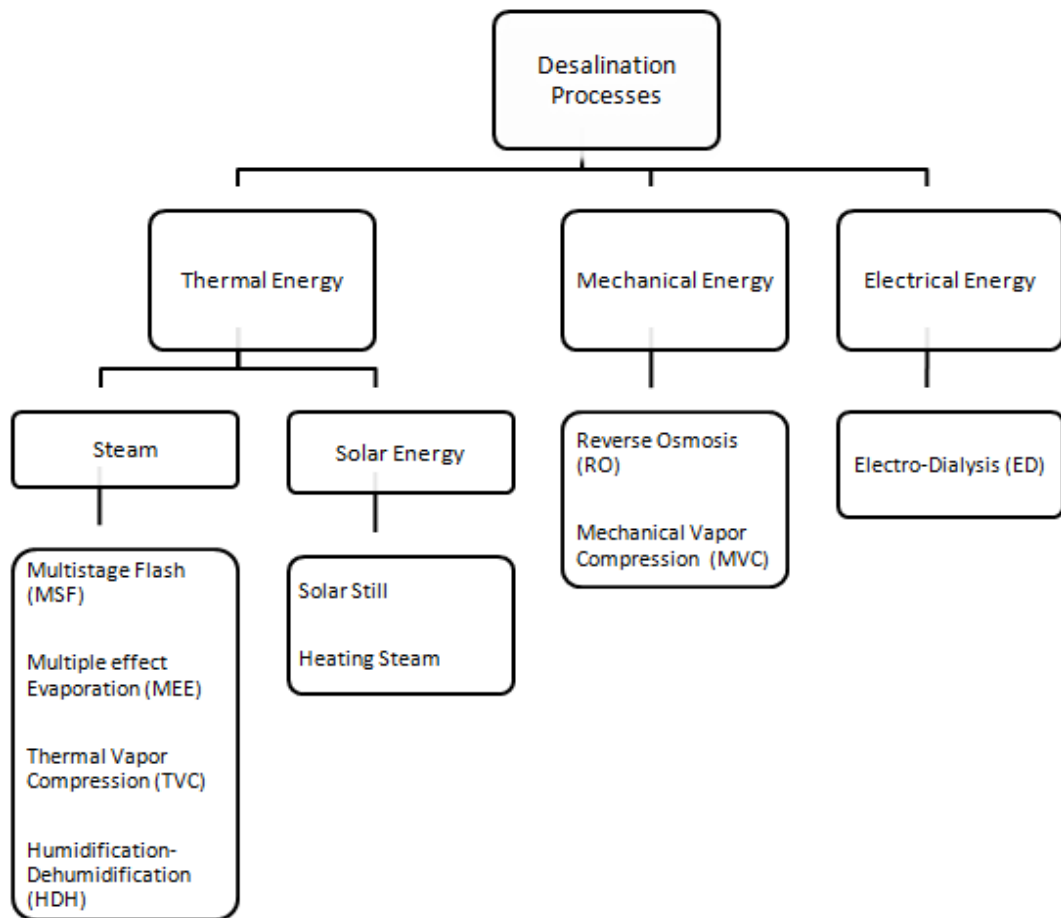 Desalination
Processes
Thermal Energy
Mechanical Energy
Electrical Energy
Steam
Solar Energy
Reverse Osmosis
(RO)
Mechanical Vapor
Compression (MVC)
Electro-Dialysis (ED)
Multistage Flash
(MSF)
Multiple effect
Evaporation (MEE)
Thermal Vapor
Compression (TVC)
Humidification-
Dehumidification
(HDH)
Solar Still
Heating Steam